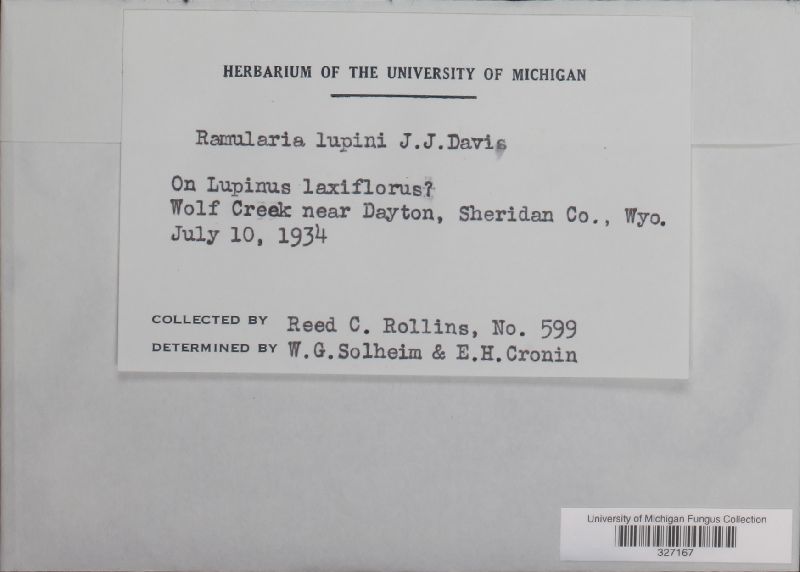 HERBARIUM OF THE UNIVERSITY OF MICHIGAN
Ramularia lupini J.J.Davis
On Lupinus laxiflorus?
Wolf Creek near Dayton, Sheridan Co., Wyo.
July 10, 1934
COLLECTED BY Reed C. Rollins, No. 599
DETERMINED BY W.G.Solheim & E.H.Cronin
University of Michigan Fungus Collection
327167